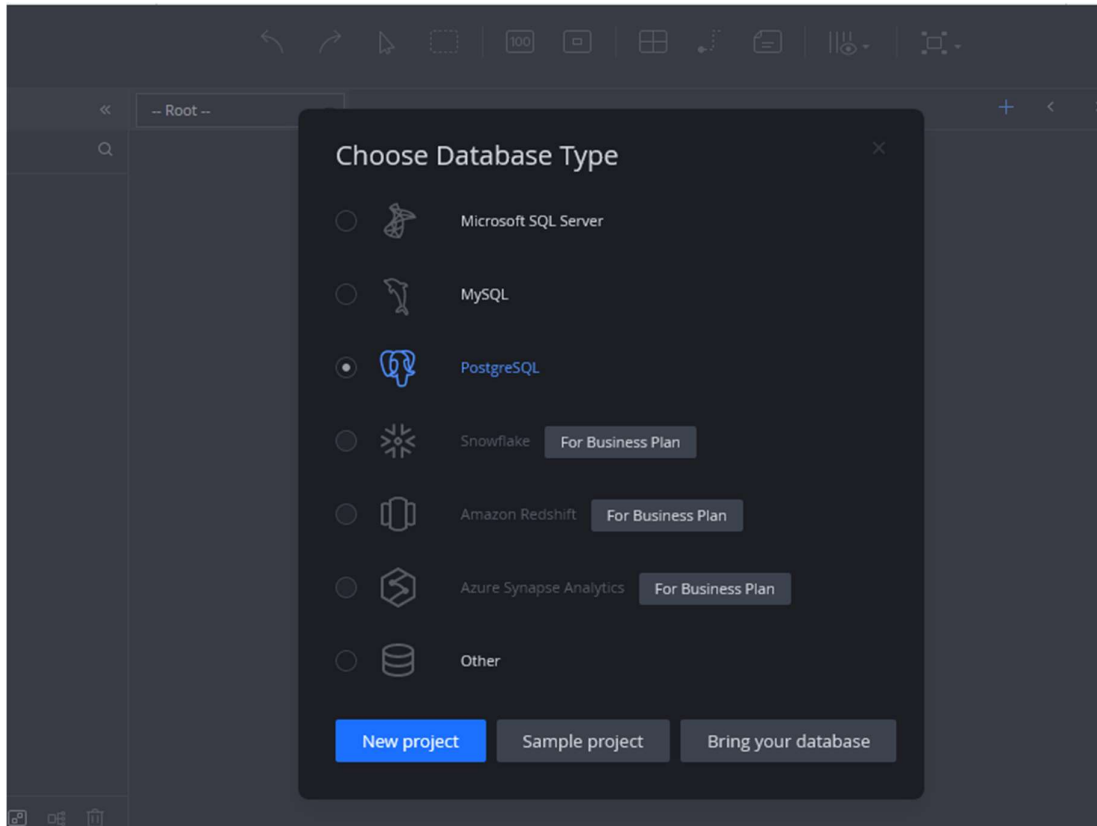 100
-- Root --
Choose Database Type
Microsoft SQL Server
MySQL
PostgreSQL
Snowflake For Business Plan
Amazon Redshift For Business Plan
Azure Synapse Analytics For Business Plan
Other
New project Sample project Bring your database